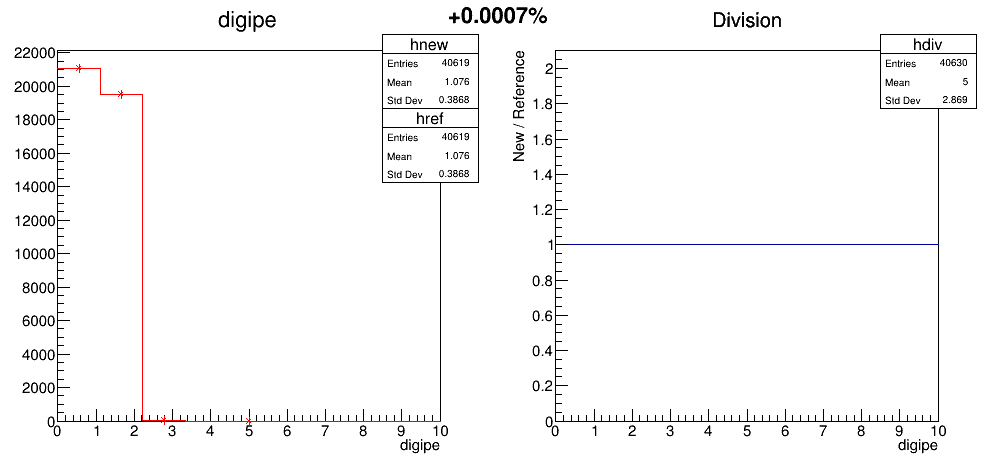 +0.0007%
digipe
hnew
Entries 40619
Mean 1.076
Std Dev 0.3868
href
Entries 40619
Mean 1.076
Std Dev 0.3868
22000
20000
18000
16000
14000
12000
10000
8000
6000
4000
2000
0
0 1 2 3 4 5 6 7 8 9 10
digipe
Division
hdiv
Entries 40630
Mean 5
Std Dev 2.869
New / Reference
2
1.8
1.6
1.4
1.2
1
0.8
0.6
0.4
0.2
0
0 1 2 3 4 5 6 7 8 9 10
digipe